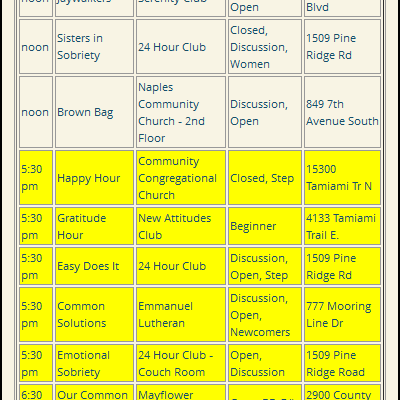 Jaywalkers Serenity Club Open Blvd
noon Sisters in Sobriety 24 Hour Club Closed, Discussion, Women 1509 Pine Ridge Rd
noon Brown Bag Naples Community Church - 2nd Floor Discussion, Open 849 7th Avenue South
5:30 pm Happy Hour Community Congregational Church Closed, Step 15300 Tamiami Tr N
5:30 pm Gratitude Hour New Attitudes Club Beginner 4133 Tamiami Trail E.
5:30 pm Easy Does It 24 Hour Club Discussion, Open, Step 1509 Pine Ridge Rd
5:30 pm Common Solutions Emmanuel Lutheran Discussion, Open, Newcomers 777 Mooring Line Dr
5:30 pm Emotional Sobriety 24 Hour Club - Couch Room Open, Discussion 1509 Pine Ridge Road
6:30 Our Common Mayflower 2900 County